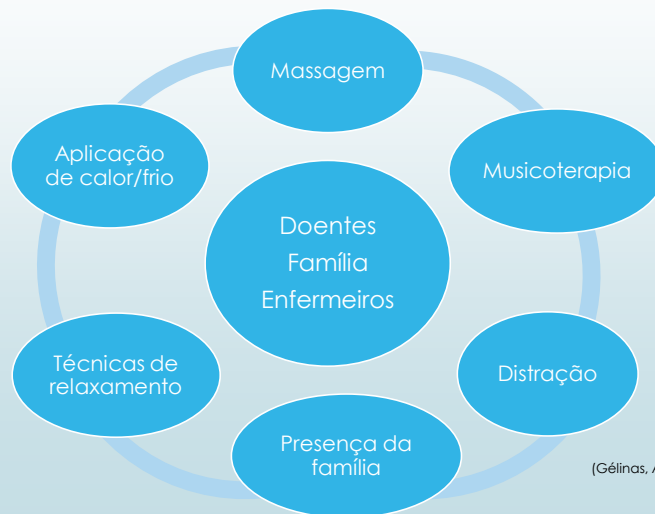 Massagem
Musicoterapia
Distração
Presença da
família
Técnicas de
relaxamento
Aplicação
de calor/frio
Doentes
Família
Enfermeiros
(Gélinas,